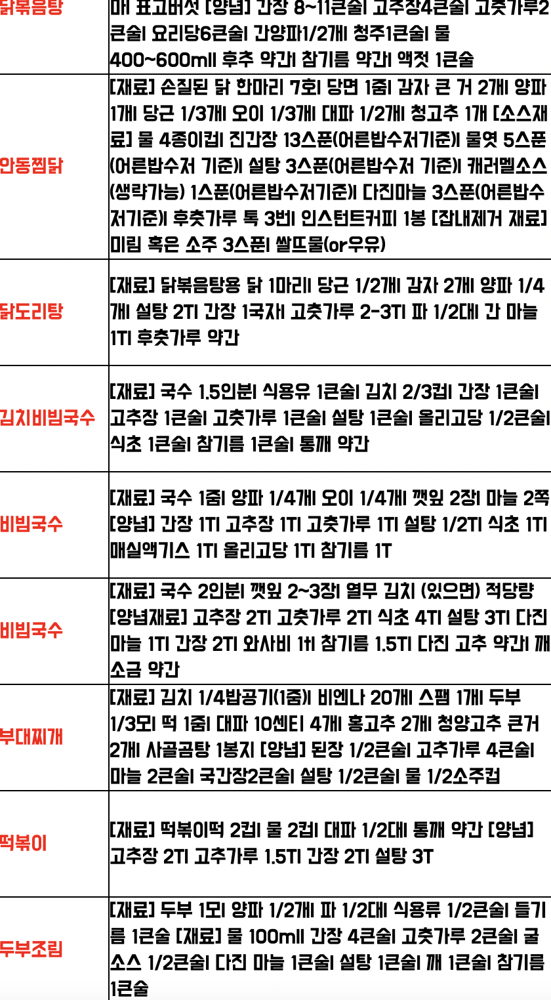 닭볶음탕
매| 표고버섯 [양념] 간장 8~11큰술| 고추장4큰술| 고춧가루2
큰술| 요리당6큰술| 간양파1/2개| 청주1큰술| 물
400~600ml| 후추 약간| 참기름 약간| 액젓 1큰술
안동찜닭
[재료] 손질된 닭 한마리 7호| 당면 1줌| 감자 큰 거 2개| 양파
1개| 당근 1/3개| 오이 1/3개| 대파 1/2개| 청고추 1개 [소스재
료] 물 4종이컵| 진간장 13스푼(어른밥수저기준)| 물엿 5스푼
(어른밥수저 기준)| 설탕 3스푼(어른밥수저 기준)| 캐러멜소스
(생략가능) 1스푼(어른밥수저기준)| 다진마늘 3스푼(어른밥수
저기준)| 후춧가루 톡 3번| 인스턴트커피 1봉 [잡내제거 재료]
미림 혹은 소주 3스푼| 쌀뜨물(or우유)
닭도리탕
[재료] 닭볶음탕용 닭 1마리| 당근 1/2개| 감자 2개| 양파 1/4
개| 설탕 2T| 간장 1국자| 고춧가루 2-3T| 파 1/2대| 간 마늘
1T| 후춧가루 약간
김치비빔국수
[재료] 국수 1.5인분| 식용유 1큰술| 김치 2/3컵| 간장 1큰술|
고추장 1큰술| 고춧가루 1큰술| 설탕 1큰술| 올리고당 1/2큰술|
식초 1큰술| 참기름 1큰술| 통깨 약간
비빔국수
[재료] 국수 1줌| 양파 1/4개| 오이 1/4개| 깻잎 2장| 마늘 2쪽
[양념] 간장 1T| 고추장 1T| 고춧가루 1T| 설탕 1/2T| 식초 1T|
매실액기스 1T| 올리고당 1T| 참기름 1T
비빔국수
[재료] 국수 2인분| 깻잎 2~3장| 열무 김치 (있으면) 적당량
[양념재료] 고추장 2T| 고춧가루 2T| 식초 4T| 설탕 3T| 다진
마늘 1T| 간장 2T| 와사비 1t| 참기름 1.5T| 다진 고추 약간| 깨
소금 약간
부대찌개
[재료] 김치 1/4밥공기(1줌)| 비엔나 20개| 스팸 1개| 두부
1/3모| 떡 1줌| 대파 10센티 4개| 홍고추 2개| 청양고추 큰거
2개| 사골곰탕 1봉지 [양념] 된장 1/2큰술| 고추가루 4큰술|
마늘 2큰술| 국간장2큰술| 설탕 1/2큰술| 물 1/2소주컵
떡볶이
[재료] 떡볶이떡 2컵| 물 2컵| 대파 1/2대| 통깨 약간 [양념]
고추장 2T| 고추가루 1.5T| 간장 2T| 설탕 3T
두부조림
[재료] 두부 1모| 양파 1/2개| 파 1/2대| 식용류 1/2큰술| 들기
름 1큰술 [재료] 물 100ml| 간장 4큰술| 고춧가루 2큰술| 굴
소스 1/2큰술| 다진 마늘 1큰술| 설탕 1큰술| 깨 1큰술| 참기름
1큰술